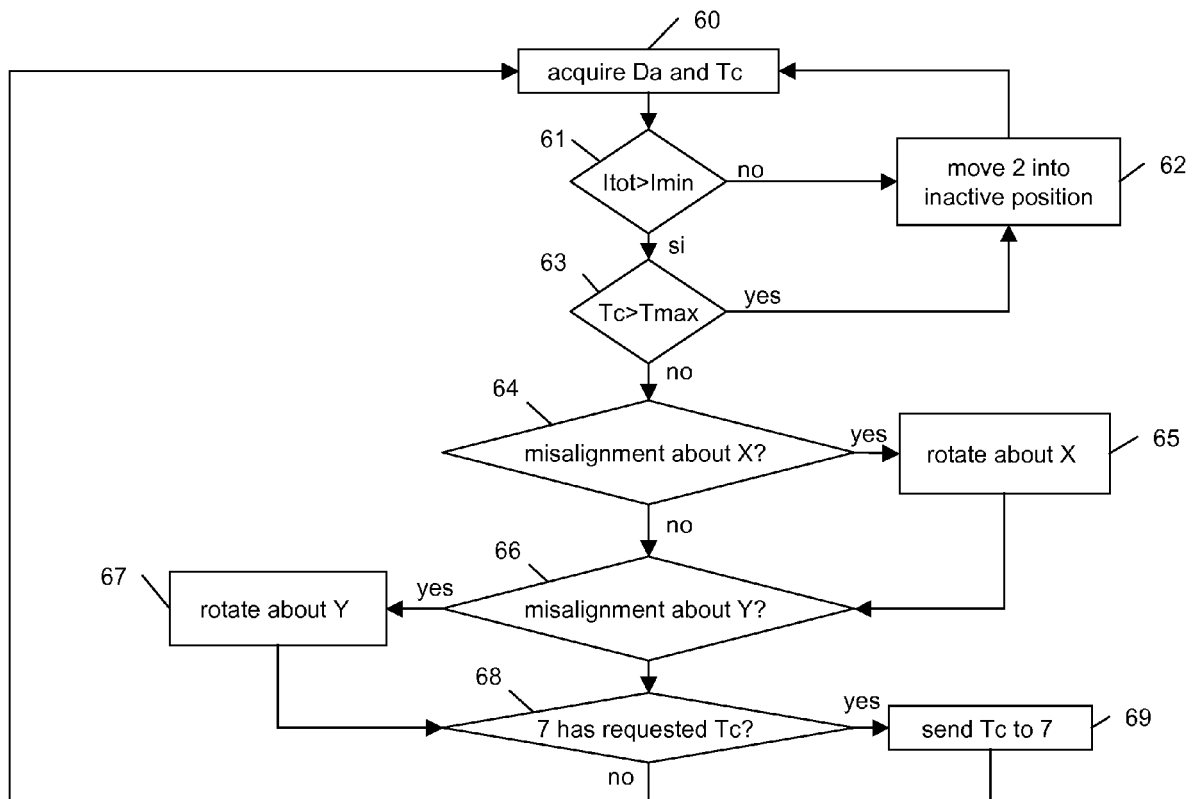 60
acquire Da and Tc
61
Itot>Imin
no
move 2 into
inactive position
62
si
63
Tc>Tmax
yes
no
64
misalignment about X?
yes
rotate about X
65
no
66
67
rotate about Y
yes
misalignment about Y?
68
7 has requested Tc?
yes
send Tc to 7
69
no